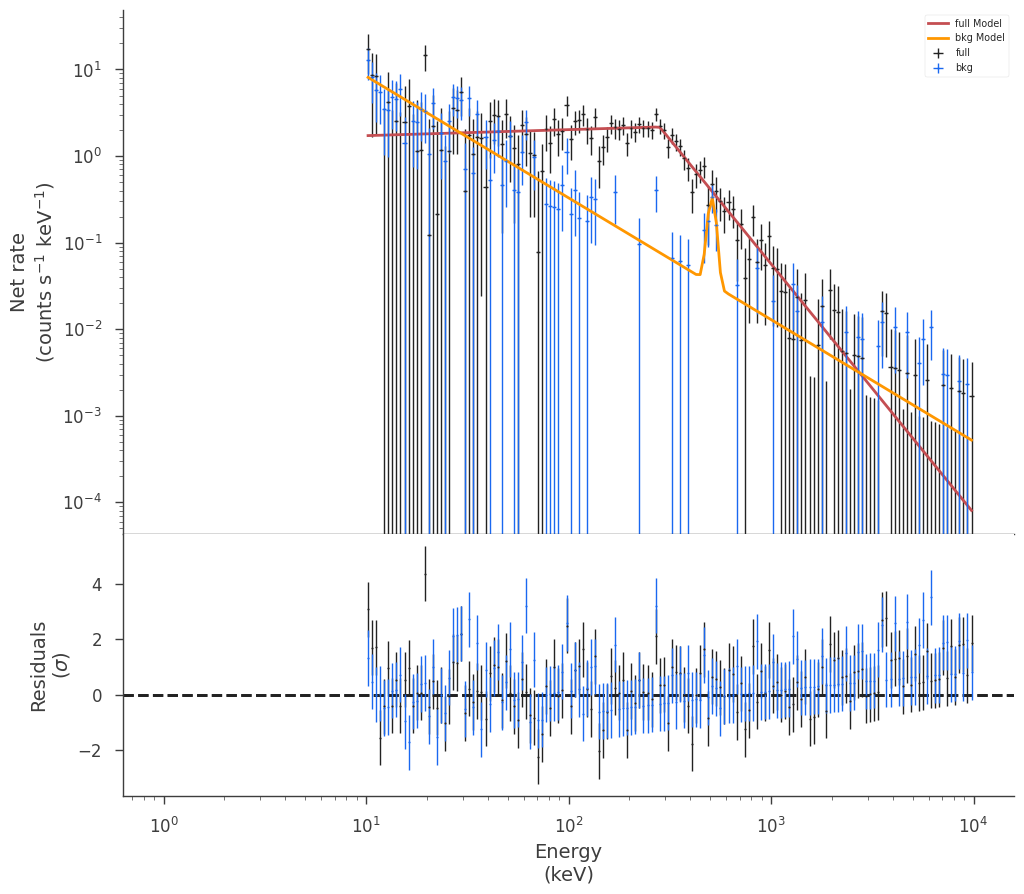 full Model
bkg Model
full
bkg
Net rate
(counts s⁻¹ keV⁻¹)
10¹
10⁰
10⁻¹
10⁻²
10⁻³
10⁻⁴
Residuals
(σ)
4
2
0
−2
10⁰
10¹
10²
10³
10⁴
Energy
(keV)